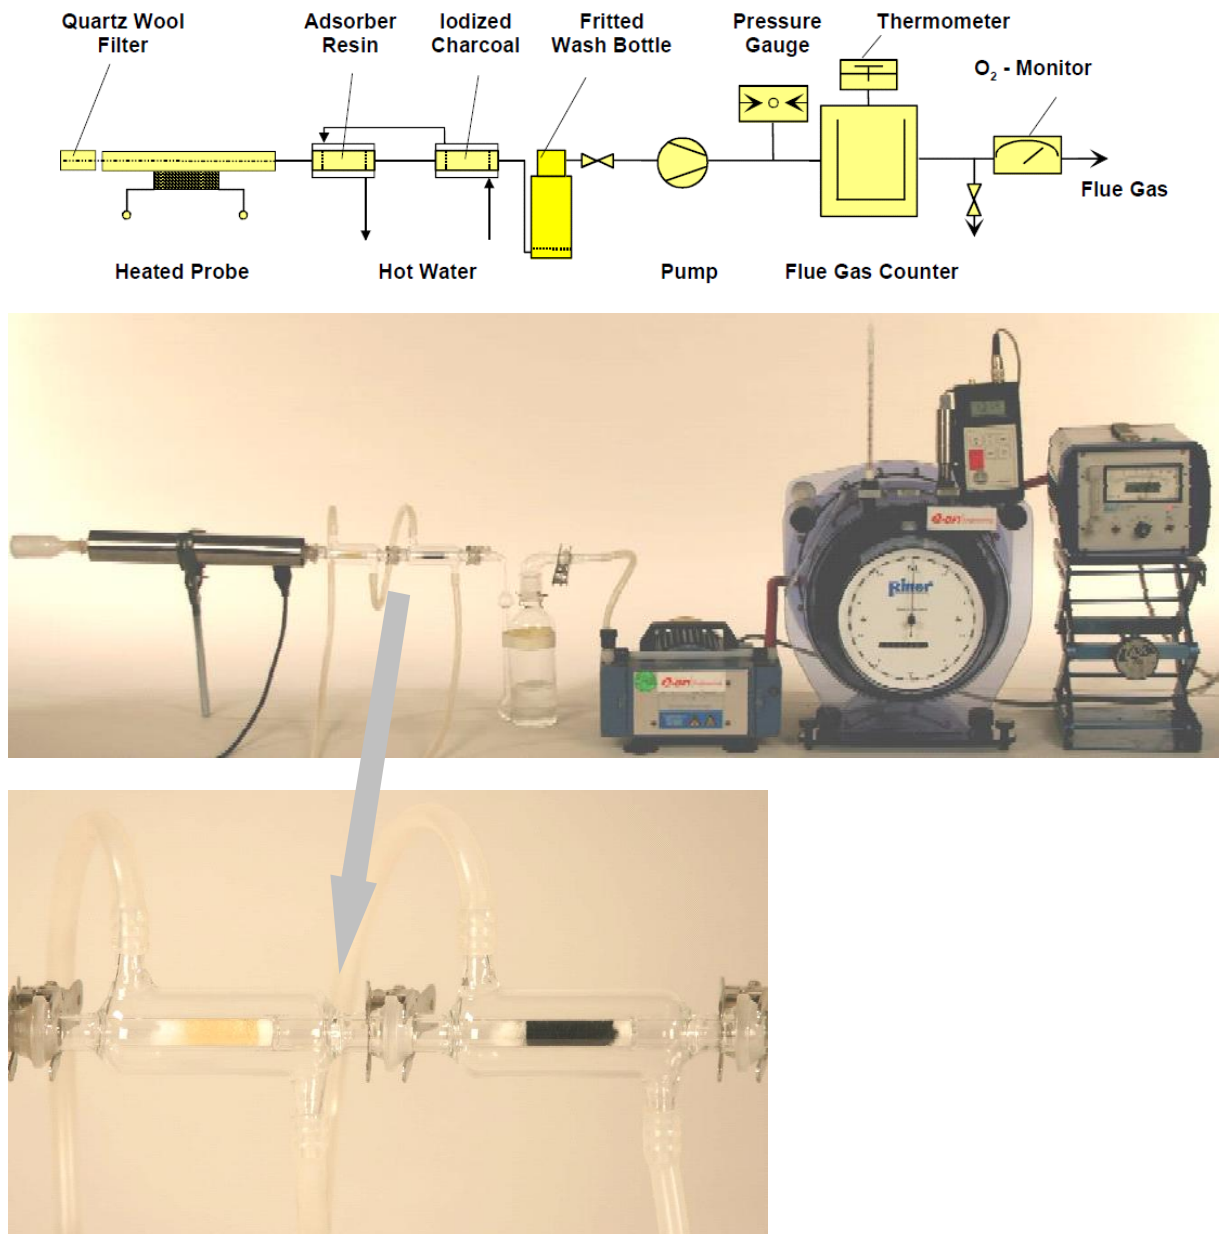 Quartz Wool
Filter
Adsorber
Resin
Iodized
Charcoal
Fritted
Wash Bottle
Pressure
Gauge
Thermometer
O₂ - Monitor
Flue Gas
Heated Probe
Hot Water
Pump
Flue Gas Counter